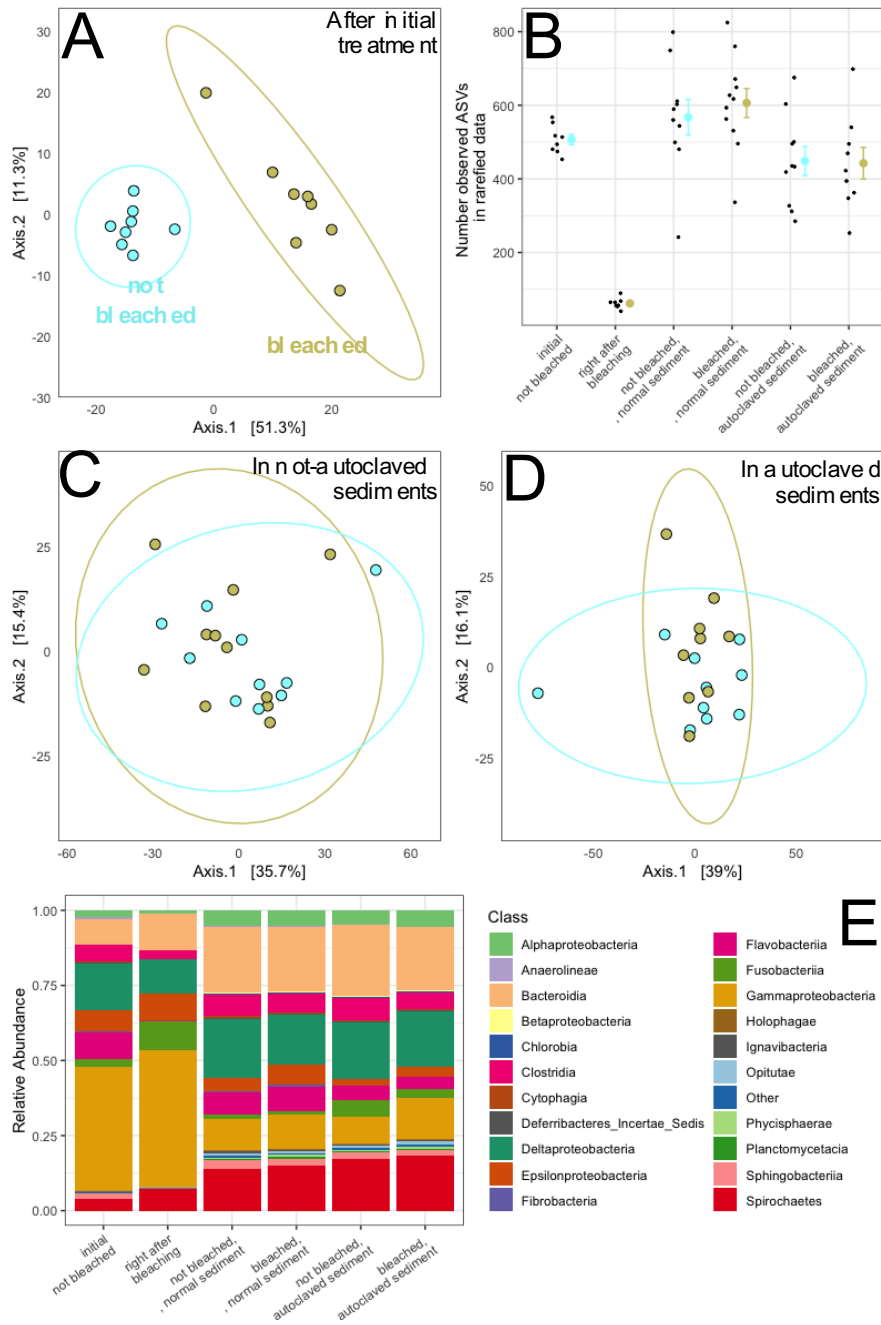 A
After initial
treatment
30
20
10
0
-10
-20
-30
Axis.2 [11.3%]
not
bleached
bleached
-20
0
20
Axis.1 [51.3%]
B
Number observed ASVs
in rarefied data
800
600
400
200
initial
not bleached
right after
bleaching
not bleached,
, normal sediment
bleached,
, normal sediment
not bleached
autoclaved sediment
bleached,
autoclaved sediment
C
In not-autoclaved
sediments
Axis.2 [15.4%]
25
0
-25
-60
-30
0
30
60
Axis.1 [35.7%]
D
In autoclaved
sediments
Axis.2 [16.1%]
50
25
0
-25
-50
0
50
Axis.1 [39%]
E
Relative Abundance
1.00
0.75
0.50
0.25
0.00
initial
not bleached
right after
bleaching
not bleached,
, normal sediment
bleached,
, normal sediment
not bleached
autoclaved sediment
bleached,
autoclaved sediment
Class
Alphaproteobacteria
Anaerolineae
Bacteroidia
Betaproteobacteria
Chlorobia
Clostridia
Cytophagia
Deferribacteres_Incertae_Sedis
Deltaproteobacteria
Epsilonproteobacteria
Fibrobacteria
Flavobacteriia
Fusobacteriia
Gammaproteobacteria
Holophagae
Ignavibacteria
Opitutae
Other
Phycisphaerae
Planctomycetacia
Sphingobacteriia
Spirochaetes